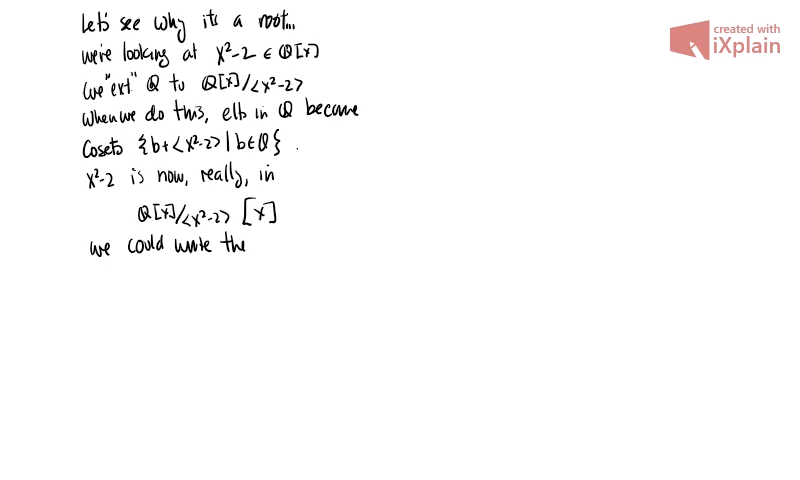 Let's see why its a root...
we're looking at x²-2 ∈ ℚ[x]
we "ext" ℚ to ℚ[x]/<x²-2>
When we do this, elts in ℚ become
Cosets {b+<x²-2> | b∈ℚ}.
x²-2 is now, really, in
ℚ[x]/<x²-2> [x]
we could write the
created with
iXplain